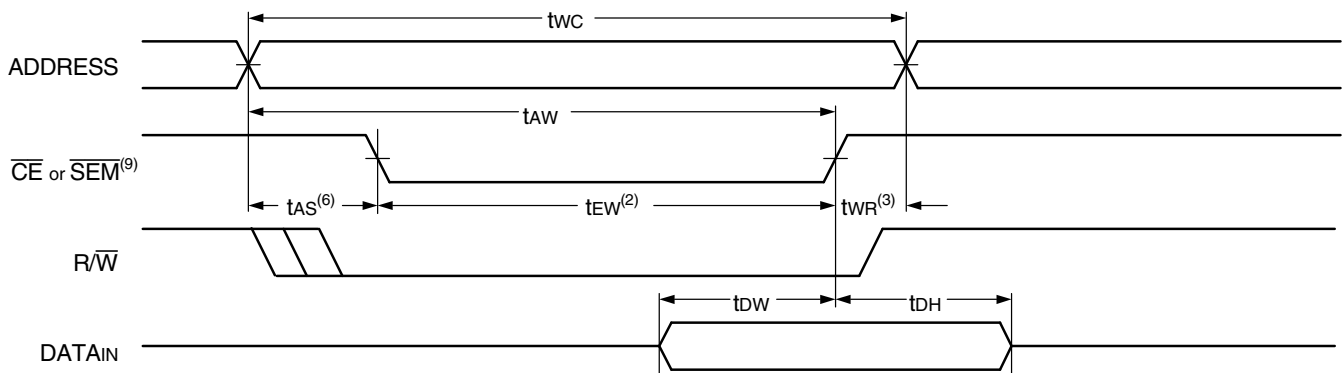 tWC
ADDRESS
tAW
CE or SEM(9)
tAS(6) tEW(2) tWR(3)
R/W
tDW tDH
DATAIN